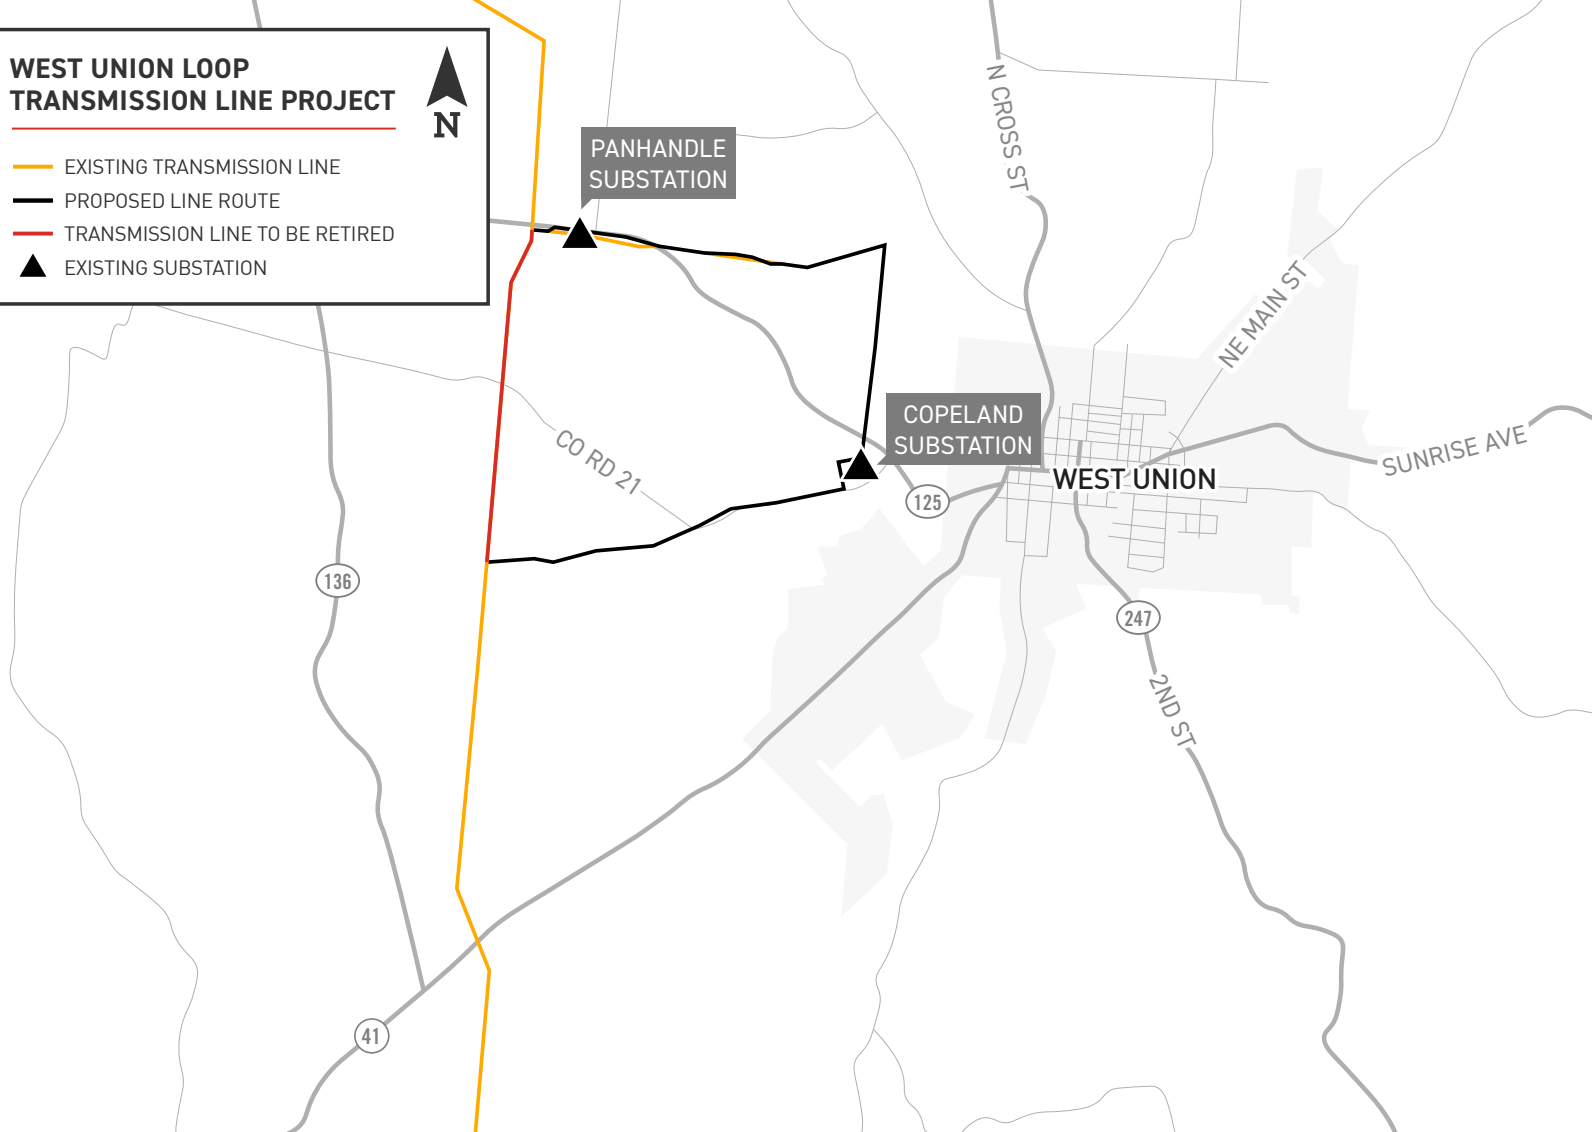 WEST UNION LOOP
TRANSMISSION LINE PROJECT
N
EXISTING TRANSMISSION LINE
PROPOSED LINE ROUTE
TRANSMISSION LINE TO BE RETIRED
EXISTING SUBSTATION
N CROSS ST
PANHANDLE
SUBSTATION
NE MAIN ST
COPELAND
SUBSTATION
SUNRISE AVE
CO RD 21
WEST UNION
125
136
247
2ND ST
41